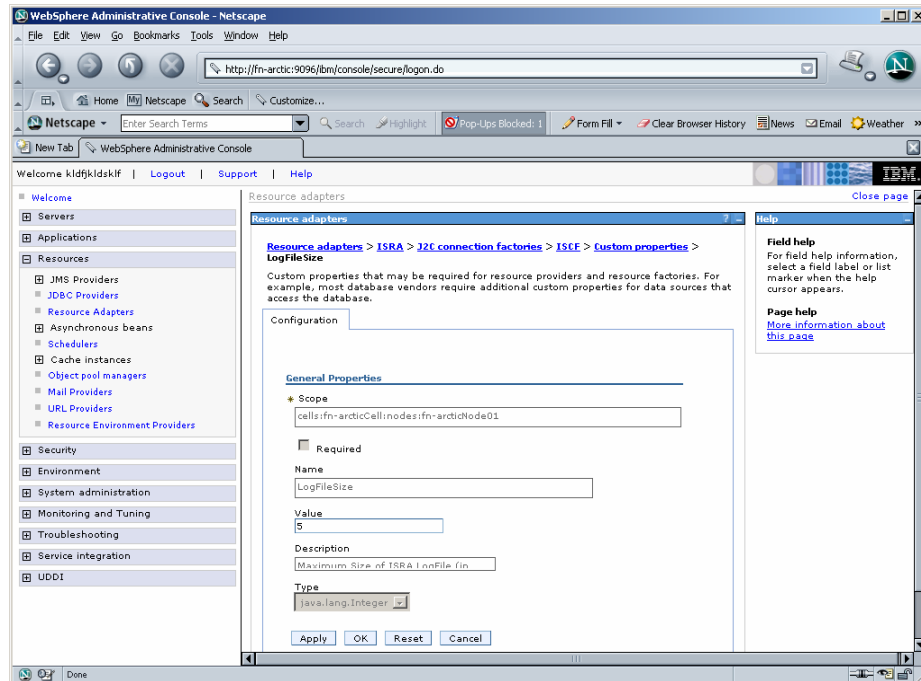 WebSphere Administrative Console - Netscape
File Edit View Go Bookmarks Tools Window Help
http://fn-arctic:9096/ibm/console/secure/logon.do
Home My Netscape Search Customize...
Netscape Enter Search Terms Search Highlight Pop-Ups Blocked: 1 Form Fill Clear Browser History News Email Weather »
New Tab WebSphere Administrative Console
Welcome kldfjkldsklf | Logout | Support | Help IBM.
Welcome
Servers
Applications
Resources
JMS Providers
JDBC Providers
Resource Adapters
Asynchronous beans
Schedulers
Cache instances
Object pool managers
Mail Providers
URL Providers
Resource Environment Providers
Security
Environment
System administration
Monitoring and Tuning
Troubleshooting
Service integration
UDDI
Resource adapters Close page
Resource adapters ? -
Resource adapters > ISRA > J2C connection factories > ISCF > Custom properties >
LogFileSize
Custom properties that may be required for resource providers and resource factories. For
example, most database vendors require additional custom properties for data sources that
access the database.
Configuration
General Properties
* Scope
cells:fn-arcticCell:nodes:fn-arcticNode01
Required
Name
LogFileSize
Value
5
Description
Maximum Size of ISRA LogFile (in
Type
java.lang.Integer
Apply OK Reset Cancel
Help -
Field help
For field help information,
select a field label or list
marker when the help
cursor appears.
Page help
More information about
this page
Done